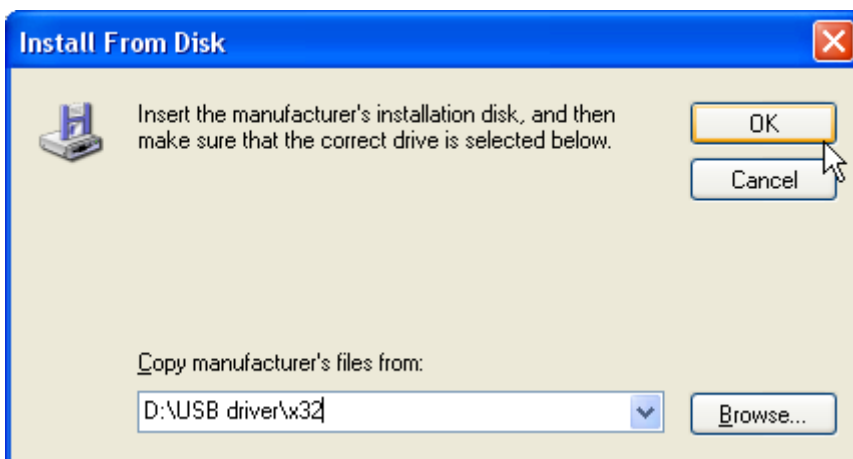 Install From Disk
Insert the manufacturer's installation disk, and then
make sure that the correct drive is selected below.
OK
Cancel
Copy manufacturer's files from:
D:\USB driver\x32
Browse...